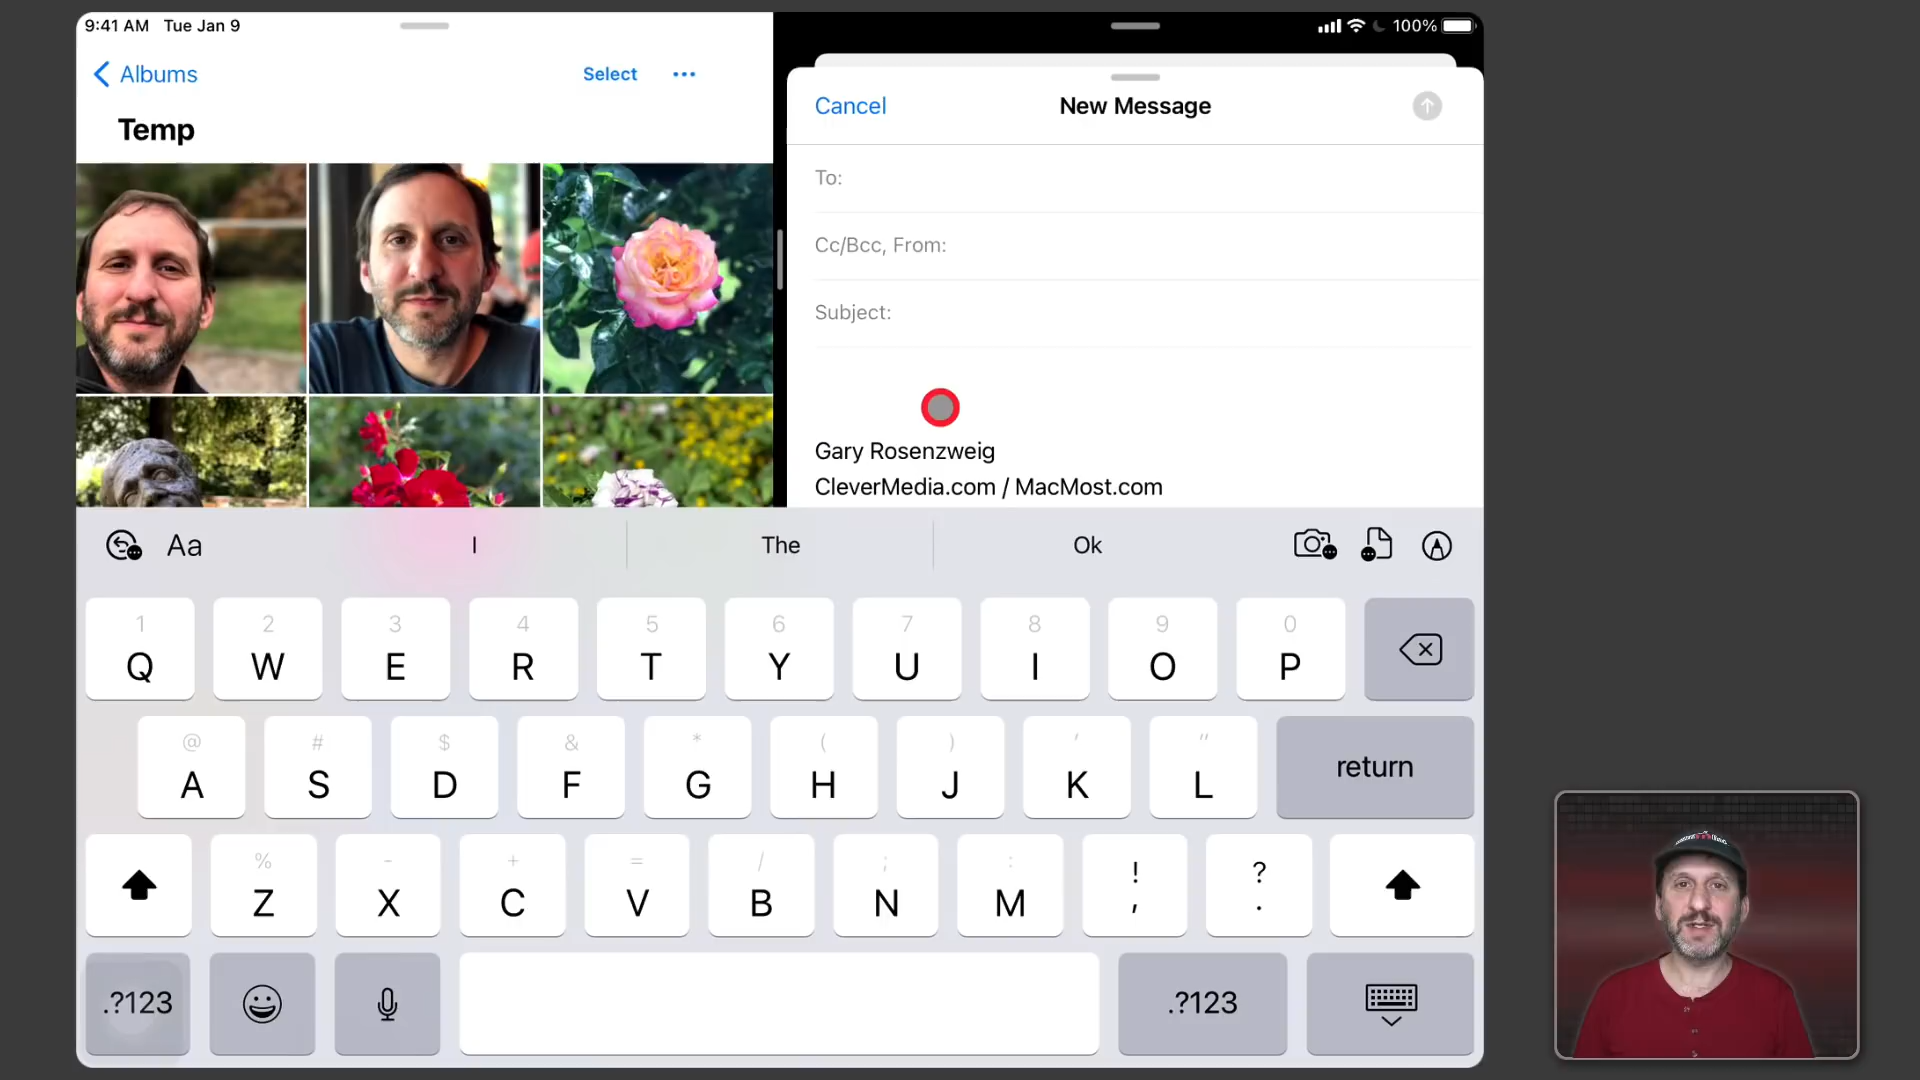 9:41 AM Tue Jan 9
100%
Albums
Select
Temp
Cancel
New Message
To:
Cc/Bcc, From:
Subject:
Gary Rosenzweig
CleverMedia.com / MacMost.com
Aa
I
The
Ok
1 2 3 4 5 6 7 8 9 0
Q W E R T Y U I O P
@ # $ & * ( ) ' "
A S D F G H J K L
return
% - + = / ; : ! ?
Z X C V B N M , .
.?123
.?123